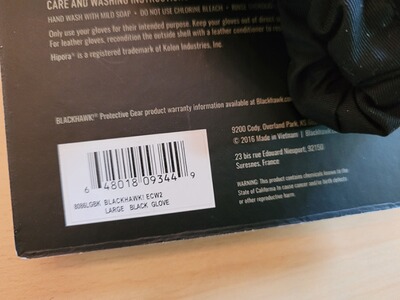 CARE AND WASHING INSTRUCTIONS
HAND WASH WITH MILD SOAP • DO NOT USE CHLORINE BLEACH •
Only use your gloves for their intended purpose. Keep your gloves out of direct
For leather gloves, recondition the outside shell with a leather conditioner to
Hipora® is a registered trademark of Kolon Industries, Inc.
BLACKHAWK!® Protective Gear product warranty information available at Blackhawk.
9200 Cody, Overland Park, KS
© 2016 Made in Vietnam | Blackhawk
23 bis rue Edouard Nieuport, 92150
Suresnes, France
WARNING: This product contains chemicals known to the
State of California to cause cancer and/or birth defects
or other reproductive harm.
6 48018 09344 9
8086LGBK BLACKHAWK! ECW2
LARGE BLACK GLOVE